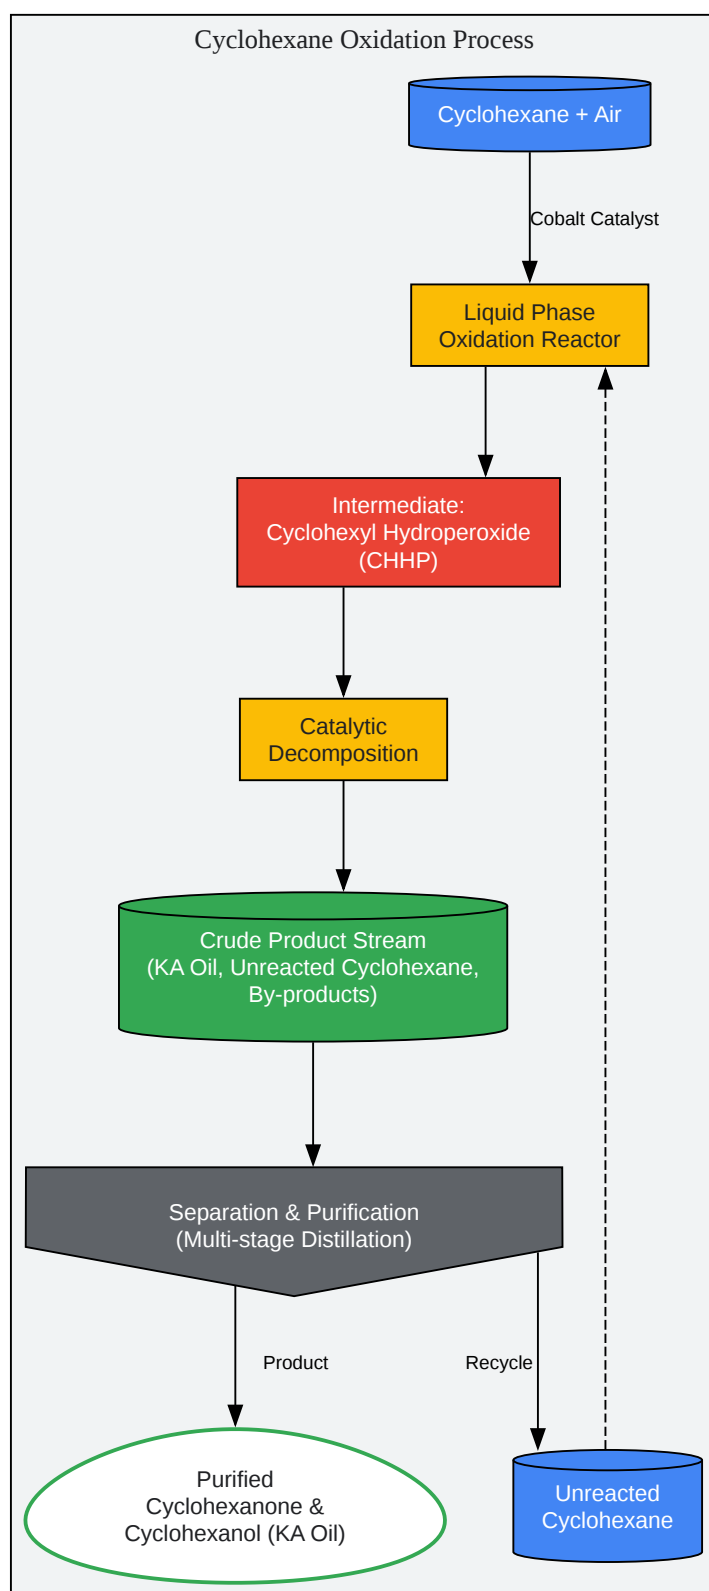 Cyclohexane Oxidation Process
Cyclohexane + Air
Cobalt Catalyst
Liquid Phase
Oxidation Reactor
Intermediate:
Cyclohexyl Hydroperoxide
(CHHP)
Catalytic
Decomposition
Crude Product Stream
(KA Oil, Unreacted Cyclohexane,
By-products)
Separation & Purification
(Multi-stage Distillation)
Product
Recycle
Purified
Cyclohexanone &
Cyclohexanol (KA Oil)
Unreacted
Cyclohexane